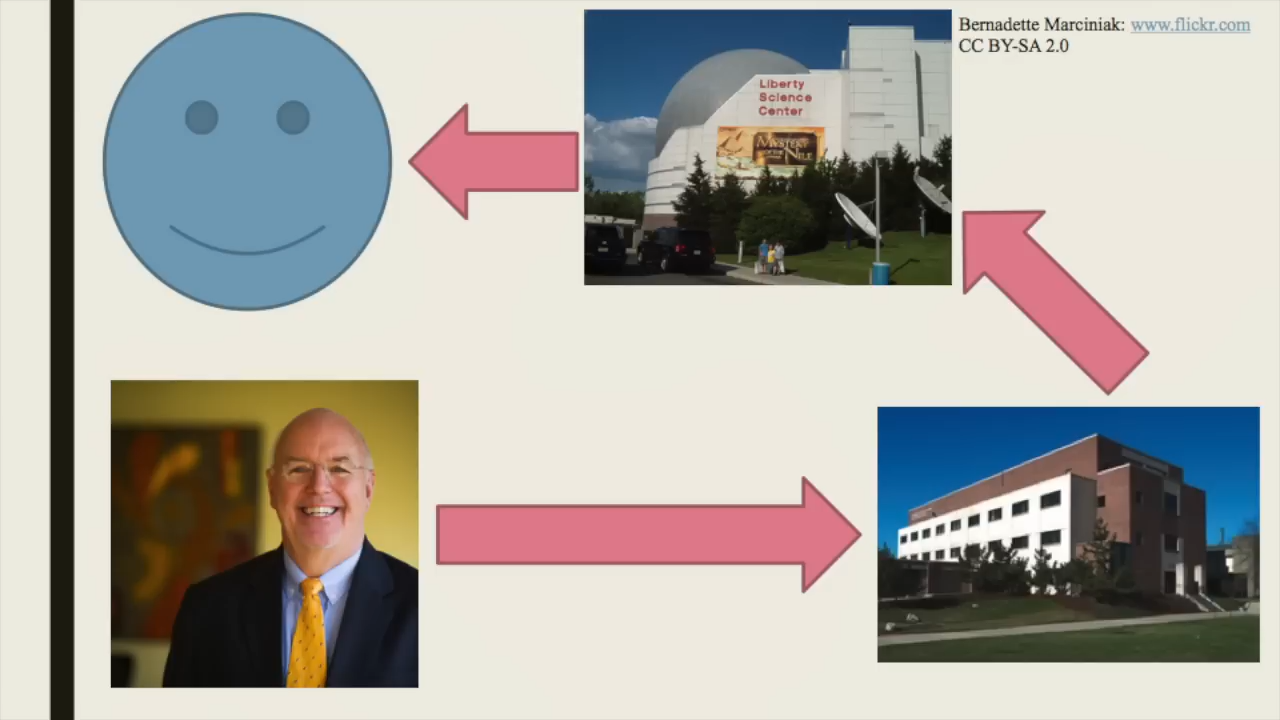 Bernadette Marciniak: www.flickr.com
CC BY-SA 2.0
Liberty
Science
Center
MYSTERY
OF THE NILE